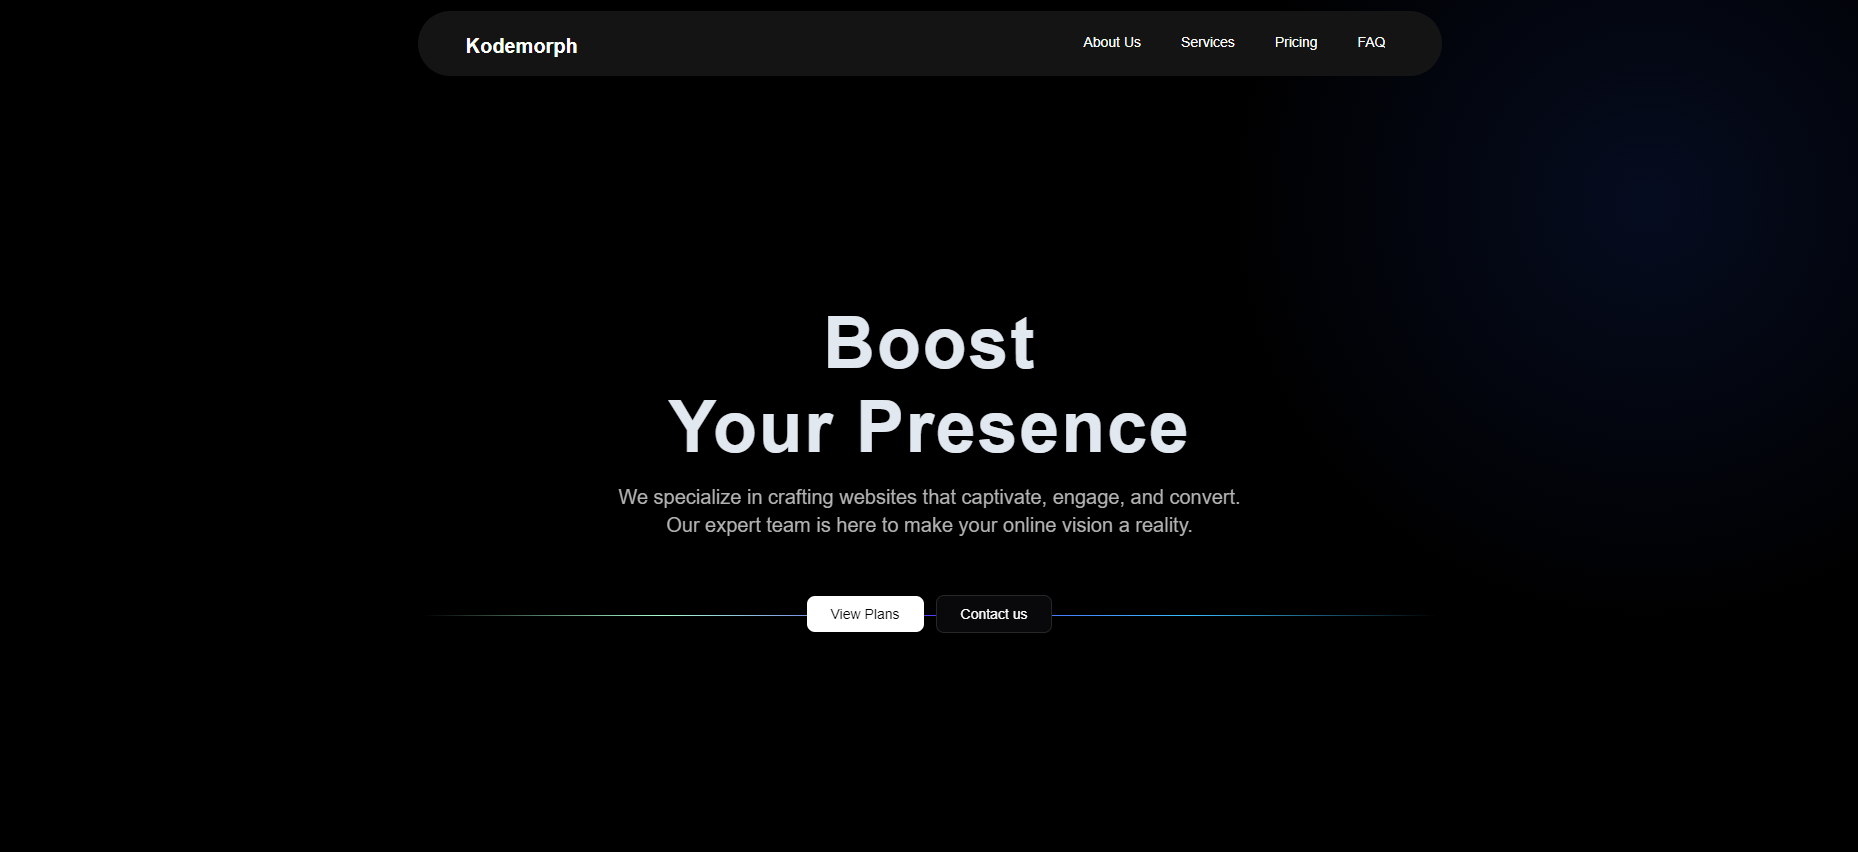 Kodemorph
About Us Services Pricing FAQ
Boost
Your Presence
We specialize in crafting websites that captivate, engage, and convert.
Our expert team is here to make your online vision a reality.
View Plans Contact us